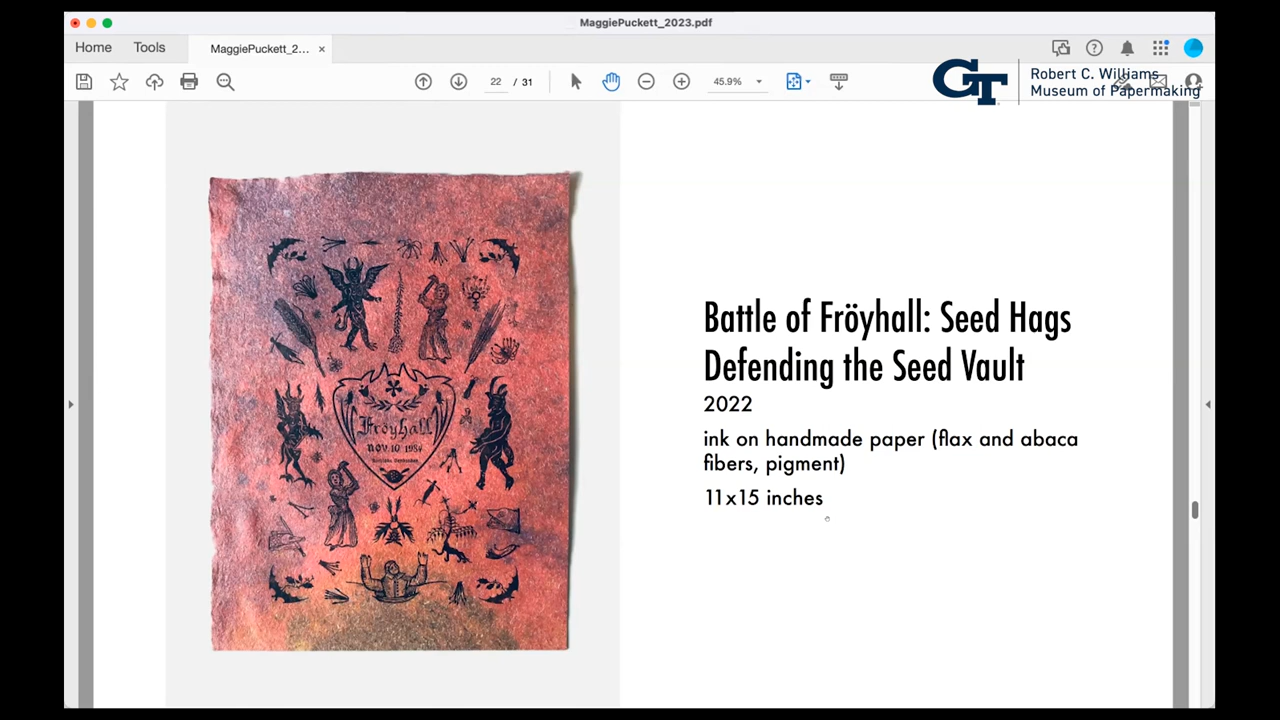 MaggiePuckett_2023.pdf
Home
Tools
MaggiePuckett_2...
22 / 31
45.9%
GT
Robert C. Williams
Museum of Papermaking
Fröyhall
NOV. 10 198
Battle of Fröyhall: Seed Hags
Defending the Seed Vault
2022
ink on handmade paper (flax and abaca
fibers, pigment)
11x15 inches